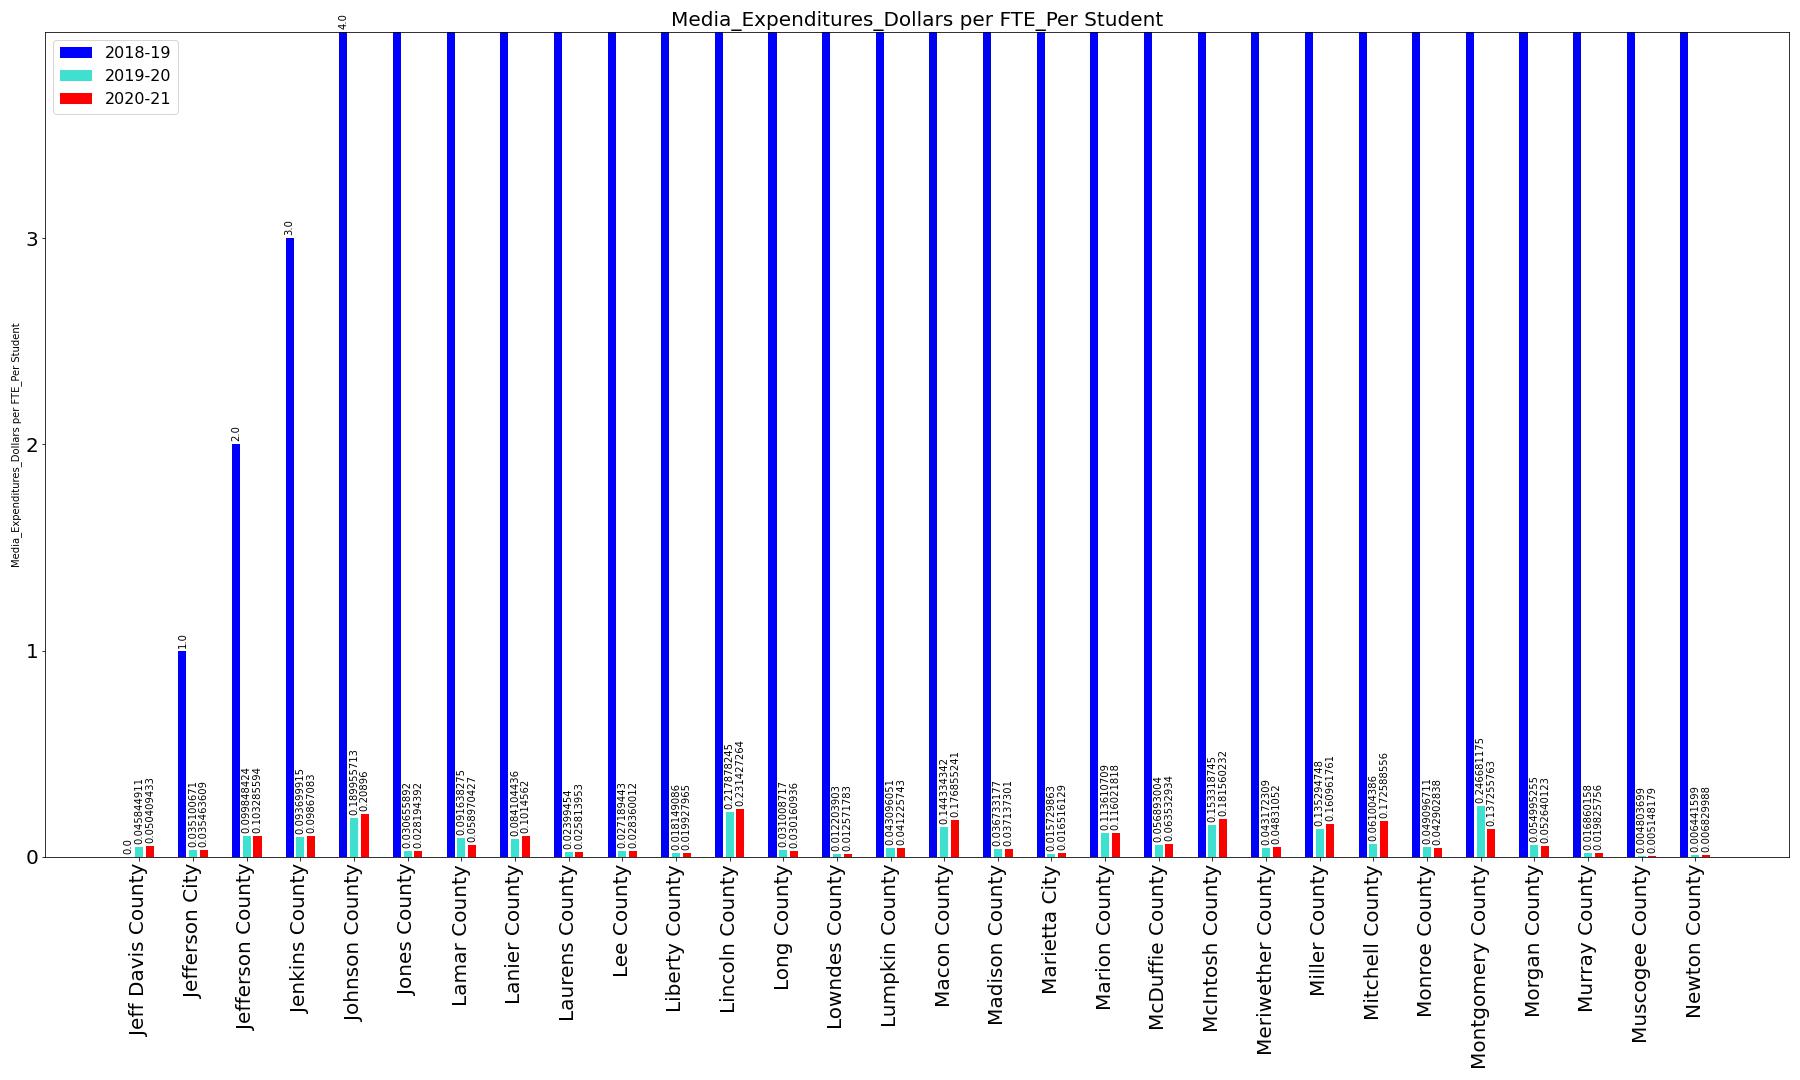 Media_Expenditures_Dollars per FTE_Per Student
2018-19
2019-20
2020-21
Media_Expenditures_Dollars per FTE_Per Student
3
2
1
0
0.0
0.045844911
0.050409433
1.0
0.035100671
0.035463609
2.0
0.099848424
0.103285594
3.0
0.093699915
0.09867083
4.0
0.189955713
0.20896
0.030655892
0.028194392
0.091638275
0.058970427
0.084104436
0.1014562
0.02399454
0.025813953
0.027189443
0.028360012
0.018149086
0.019927965
0.217878245
0.231427264
0.031008717
0.030160936
0.012203903
0.012571783
0.043096051
0.041225743
0.144334342
0.176855241
0.036733177
0.037137301
0.015729863
0.016516129
0.113610709
0.116021818
0.056893004
0.063532934
0.153318745
0.181560232
0.043172309
0.04831052
0.135294748
0.160961761
0.061004386
0.172588556
0.049096711
0.042902838
0.246681175
0.137255763
0.054995255
0.052640123
0.018660158
0.019825756
0.004803699
0.005148179
0.006441599
0.006829988
Jeff Davis County
Jefferson City
Jefferson County
Jenkins County
Johnson County
Jones County
Lamar County
Lanier County
Laurens County
Lee County
Liberty County
Lincoln County
Long County
Lowndes County
Lumpkin County
Macon County
Madison County
Marietta City
Marion County
McDuffie County
McIntosh County
Meriwether County
Miller County
Mitchell County
Monroe County
Montgomery County
Morgan County
Murray County
Muscogee County
Newton County